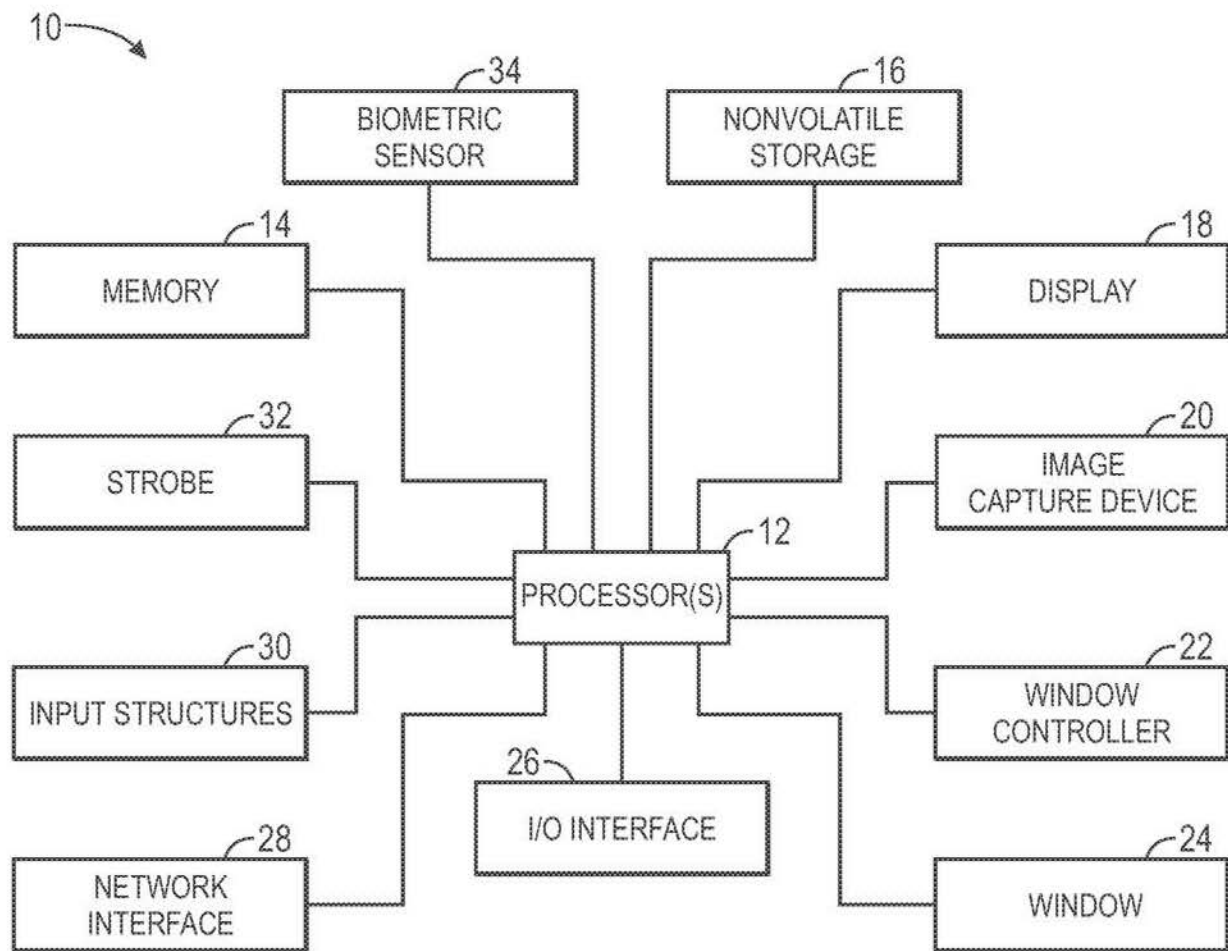 10
34
BIOMETRIC
SENSOR
16
NONVOLATILE
STORAGE
14
MEMORY
18
DISPLAY
32
STROBE
20
IMAGE
CAPTURE DEVICE
12
PROCESSOR(S)
30
INPUT STRUCTURES
22
WINDOW
CONTROLLER
26
I/O INTERFACE
28
NETWORK
INTERFACE
24
WINDOW